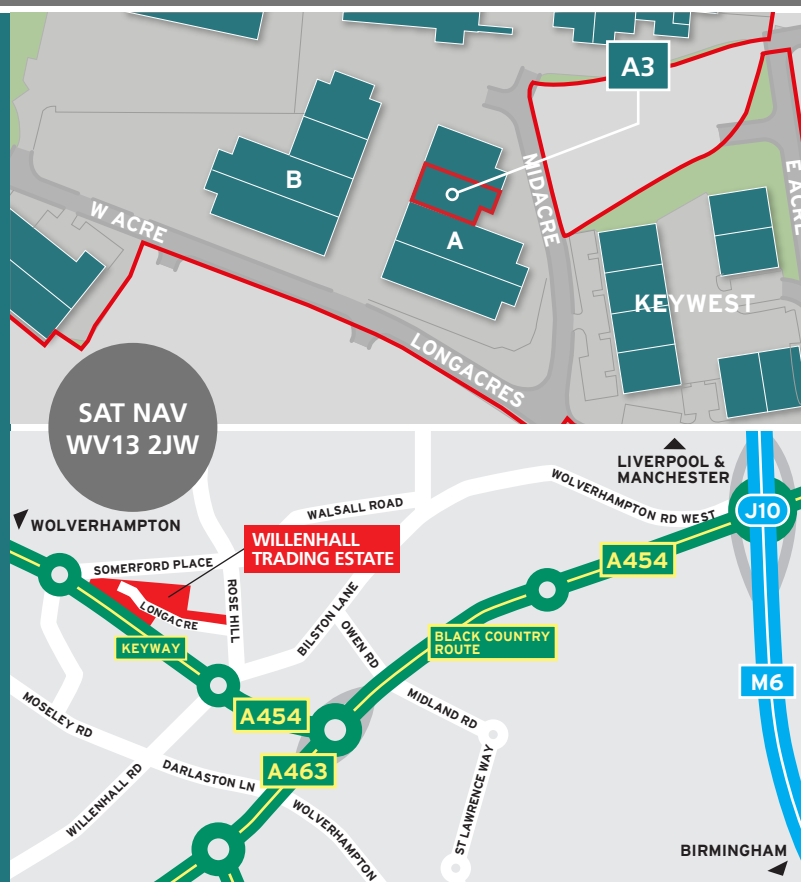 A3
B
A
W ACRE
MIDACRE
E ACRE
KEYWEST
LONGACRES
SAT NAV
WV13 2JW
LIVERPOOL &
MANCHESTER
WOLVERHAMPTON
WALSALL ROAD
WOLVERHAMPTON RD WEST
J10
WILLENHALL
TRADING ESTATE
SOMERFORD PLACE
A454
LONGACRE
ROSE HILL
BILSTON LANE
KEYWAY
OWEN RD
BLACK COUNTRY
ROUTE
M6
MOSELEY RD
A454
MIDLAND RD
A463
DARLASTON LN
WILLENHALL RD
WOLVERHAMPTON
ST LAWRENCE WAY
BIRMINGHAM